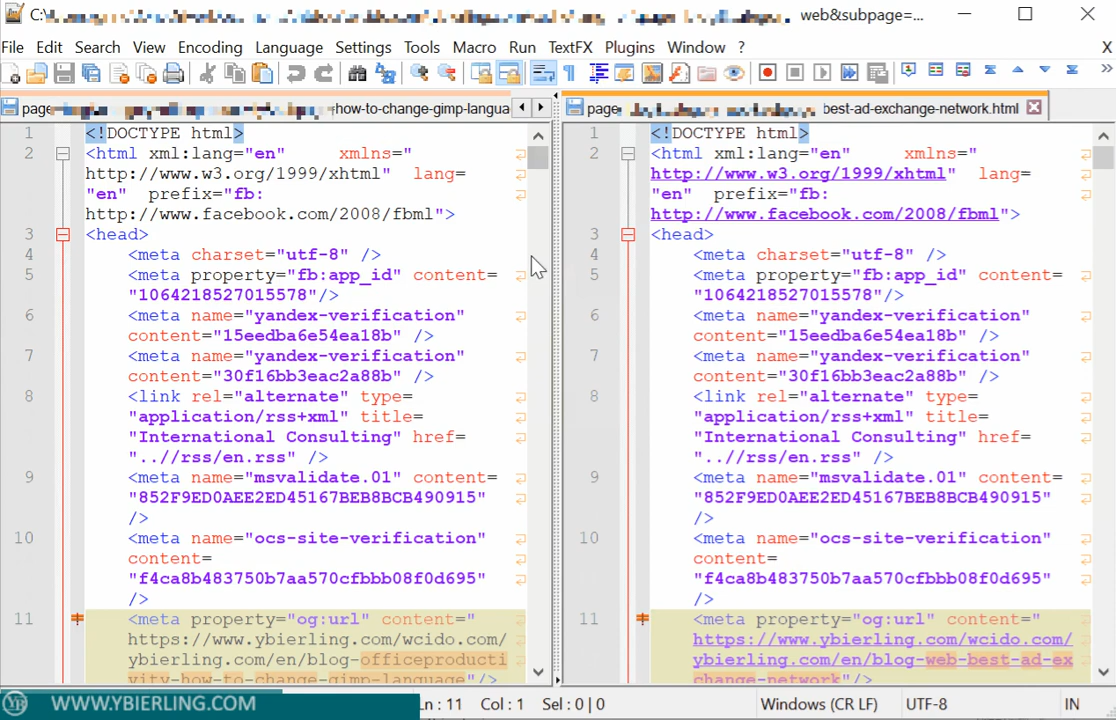 C:\ web&subpage=...
File Edit Search View Encoding Language Settings Tools Macro Run TextFX Plugins Window ? X
page how-to-change-gimp-langua
page best-ad-exchange-network.html
1 <!DOCTYPE html>
2 <html xml:lang="en" xmlns="
http://www.w3.org/1999/xhtml" lang=
"en" prefix="fb:
http://www.facebook.com/2008/fbml">
3 <head>
4 <meta charset="utf-8" />
5 <meta property="fb:app_id" content=
"1064218527015578"/>
6 <meta name="yandex-verification"
content="15eedba6e54ea18b" />
7 <meta name="yandex-verification"
content="30f16bb3eac2a88b" />
8 <link rel="alternate" type=
"application/rss+xml" title=
"International Consulting" href=
"..//rss/en.rss" />
9 <meta name="msvalidate.01" content=
"852F9ED0AEE2ED45167BEB8BCB490915"
/>
10 <meta name="ocs-site-verification"
content=
"f4ca8b483750b7aa570cfbbb08f0d695"
/>
11 <meta property="og:url" content="
https://www.ybierling.com/wcido.com/
ybierling.com/en/blog-officeproducti
vity-how-to-change-gimp-language"/>
1 <!DOCTYPE html>
2 <html xml:lang="en" xmlns="
http://www.w3.org/1999/xhtml" lang=
"en" prefix="fb:
http://www.facebook.com/2008/fbml">
3 <head>
4 <meta charset="utf-8" />
5 <meta property="fb:app_id" content=
"1064218527015578"/>
6 <meta name="yandex-verification"
content="15eedba6e54ea18b" />
7 <meta name="yandex-verification"
content="30f16bb3eac2a88b" />
8 <link rel="alternate" type=
"application/rss+xml" title=
"International Consulting" href=
"..//rss/en.rss" />
9 <meta name="msvalidate.01" content=
"852F9ED0AEE2ED45167BEB8BCB490915"
/>
10 <meta name="ocs-site-verification"
content=
"f4ca8b483750b7aa570cfbbb08f0d695"
/>
11 <meta property="og:url" content="
https://www.ybierling.com/wcido.com/
ybierling.com/en/blog-web-best-ad-ex
change-network"/>
YB WWW.YBIERLING.COM Ln : 11 Col : 1 Sel : 0 | 0 Windows (CR LF) UTF-8 IN